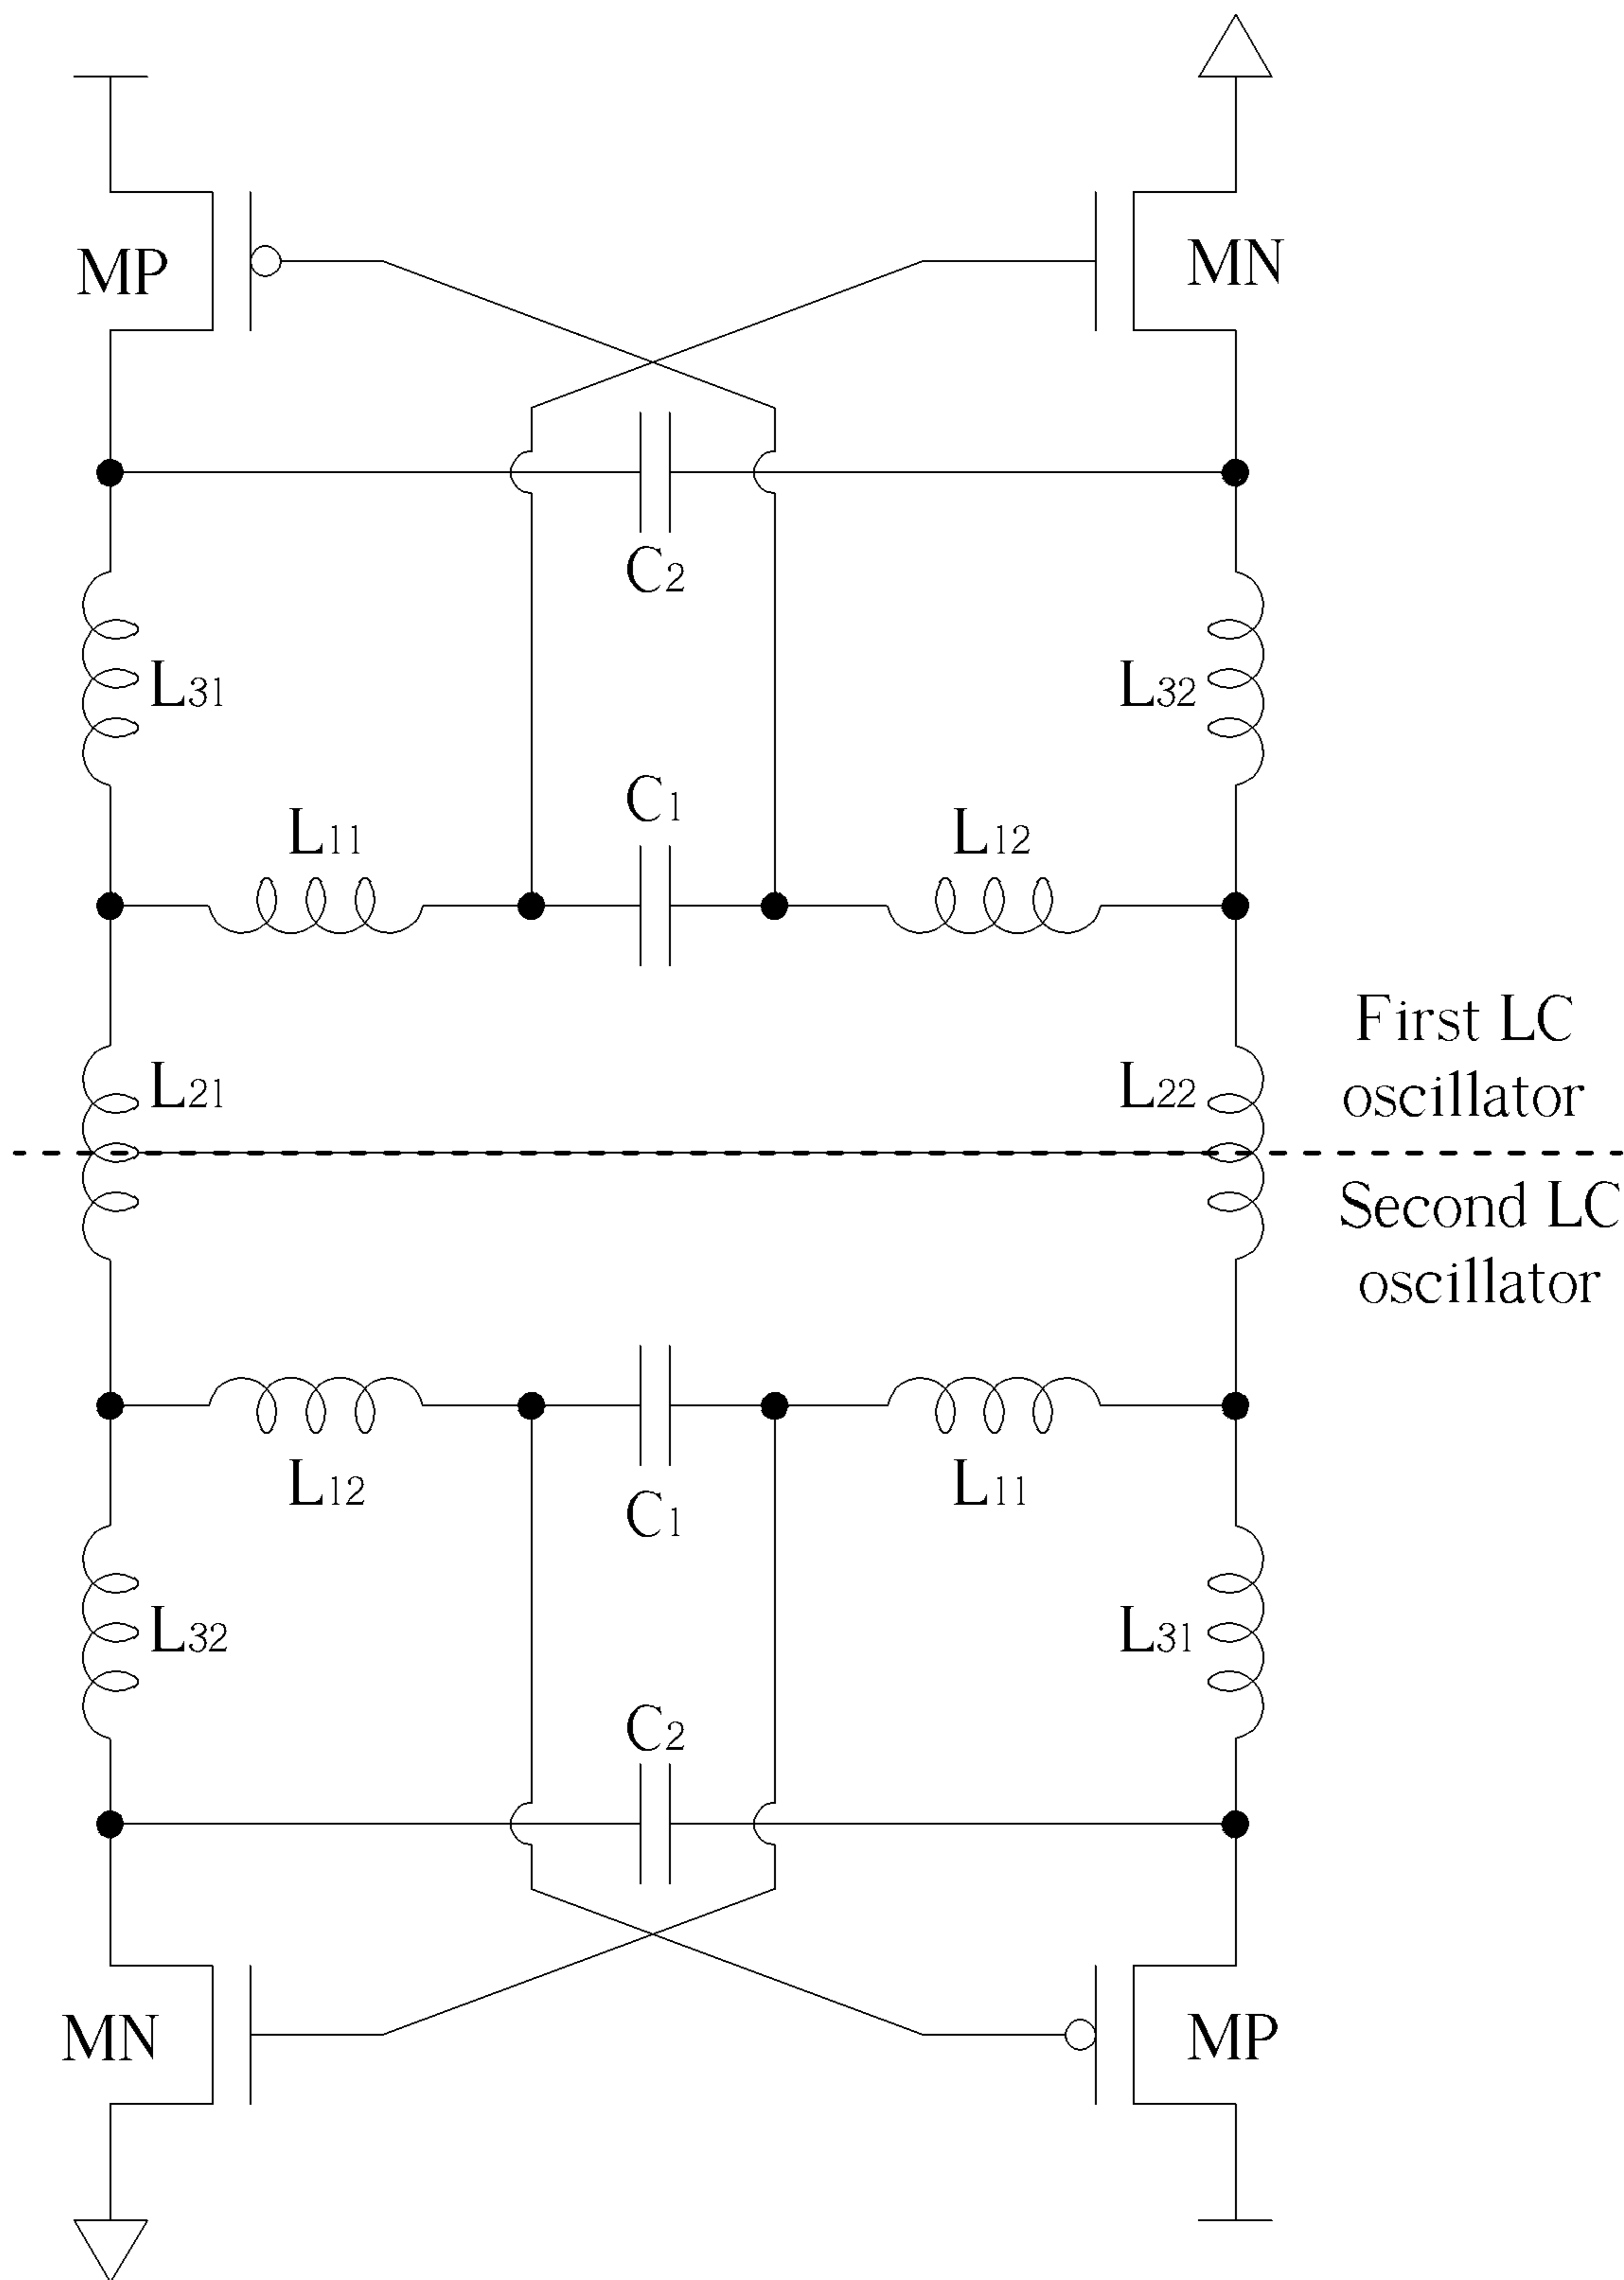 MP
MN
C2
L31
L32
C1
L11
L12
First LC
oscillator
L21
L22
Second LC
oscillator
L12
C1
L11
L32
L31
C2
MN
MP